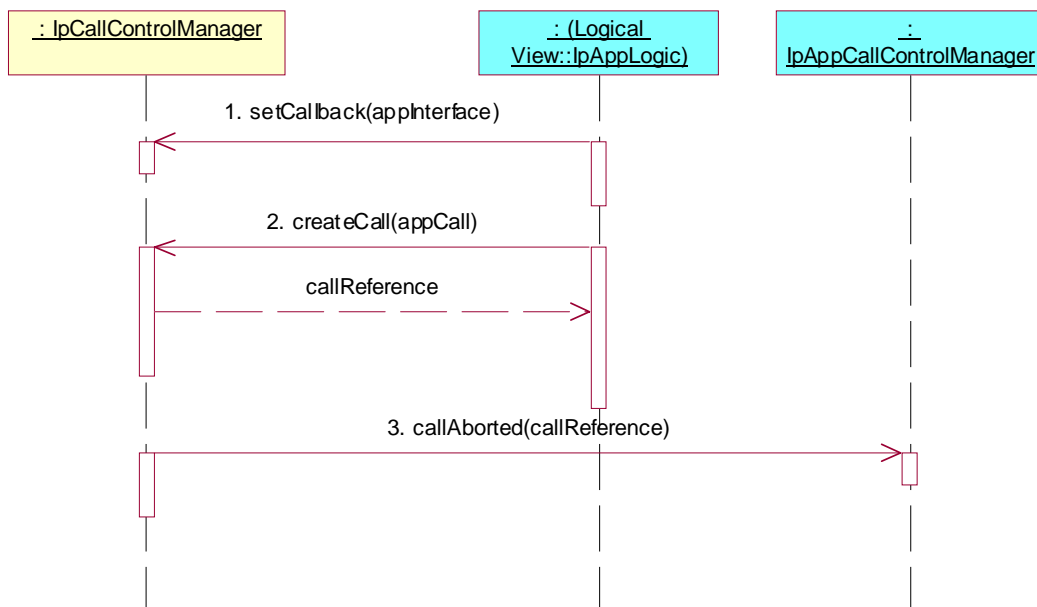 : IpCallControlManager
: (Logical
View::IpAppLogic)
:
IpAppCallControlManager
1. setCallback(appInterface)
2. createCall(appCall)
callReference
3. callAborted(callReference)